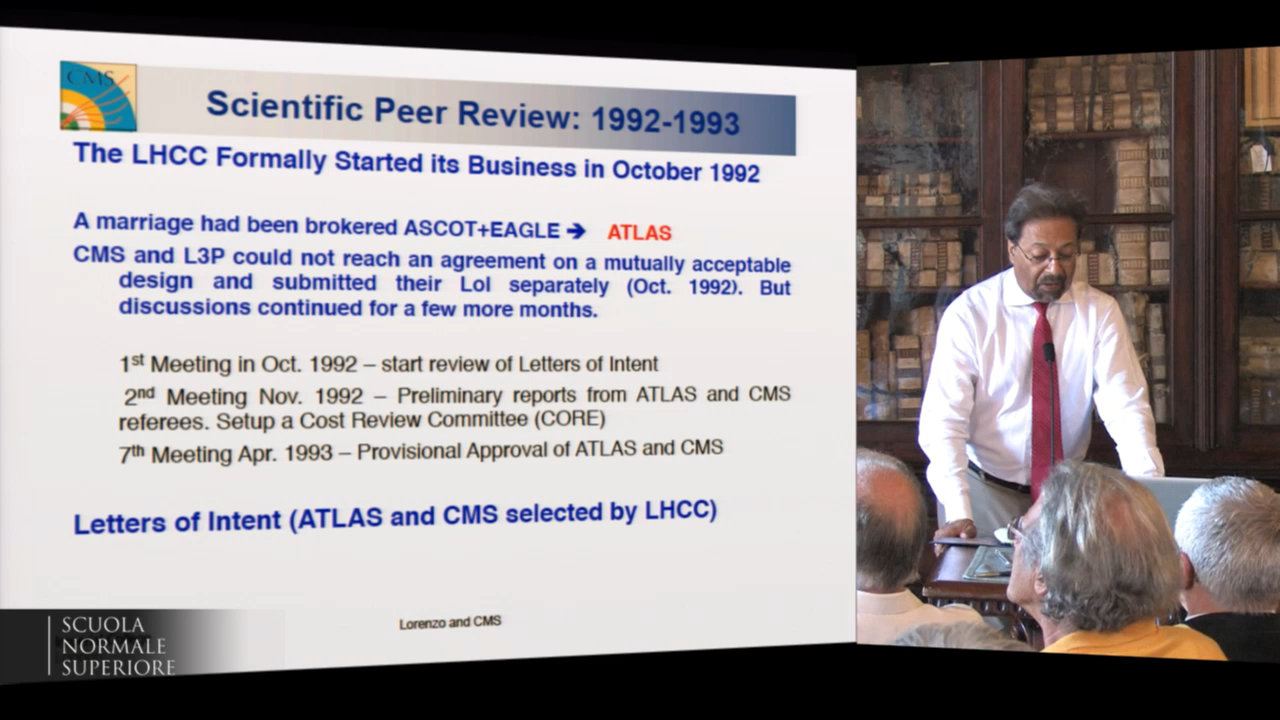 CMS
Scientific Peer Review: 1992-1993
The LHCC Formally Started its Business in October 1992
A marriage had been brokered ASCOT+EAGLE ➔ ATLAS
CMS and L3P could not reach an agreement on a mutually acceptable
design and submitted their LoI separately (Oct. 1992). But
discussions continued for a few more months.
1st Meeting in Oct. 1992 – start review of Letters of Intent
2nd Meeting Nov. 1992 – Preliminary reports from ATLAS and CMS
referees. Setup a Cost Review Committee (CORE)
7th Meeting Apr. 1993 – Provisional Approval of ATLAS and CMS
Letters of Intent (ATLAS and CMS selected by LHCC)
Lorenzo and CMS
SCUOLA
NORMALE
SUPERIORE